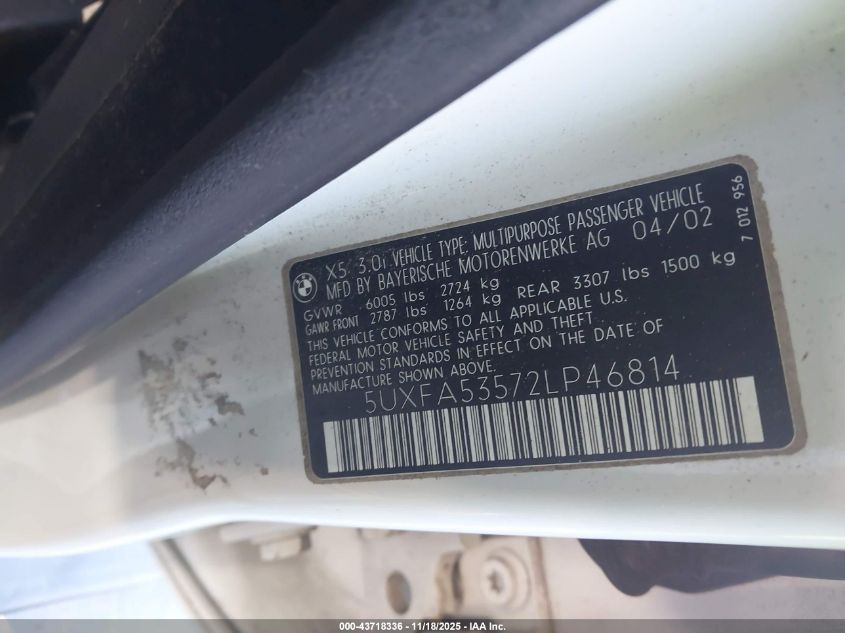 BMW
X5 3.0i VEHICLE TYPE: MULTIPURPOSE PASSENGER VEHICLE
MFD BY BAYERISCHE MOTORENWERKE AG 04/02
GVWR 6005 lbs 2724 kg
GAWR FRONT 2787 lbs 1264 kg REAR 3307 lbs 1500 kg
THIS VEHICLE CONFORMS TO ALL APPLICABLE U.S.
FEDERAL MOTOR VEHICLE SAFETY AND THEFT
PREVENTION STANDARDS IN EFFECT ON THE DATE OF
MANUFACTURE SHOWN ABOVE.
5UXFA53572LP46814
7 012 956
000-43718336 - 11/18/2025 - IAA Inc.